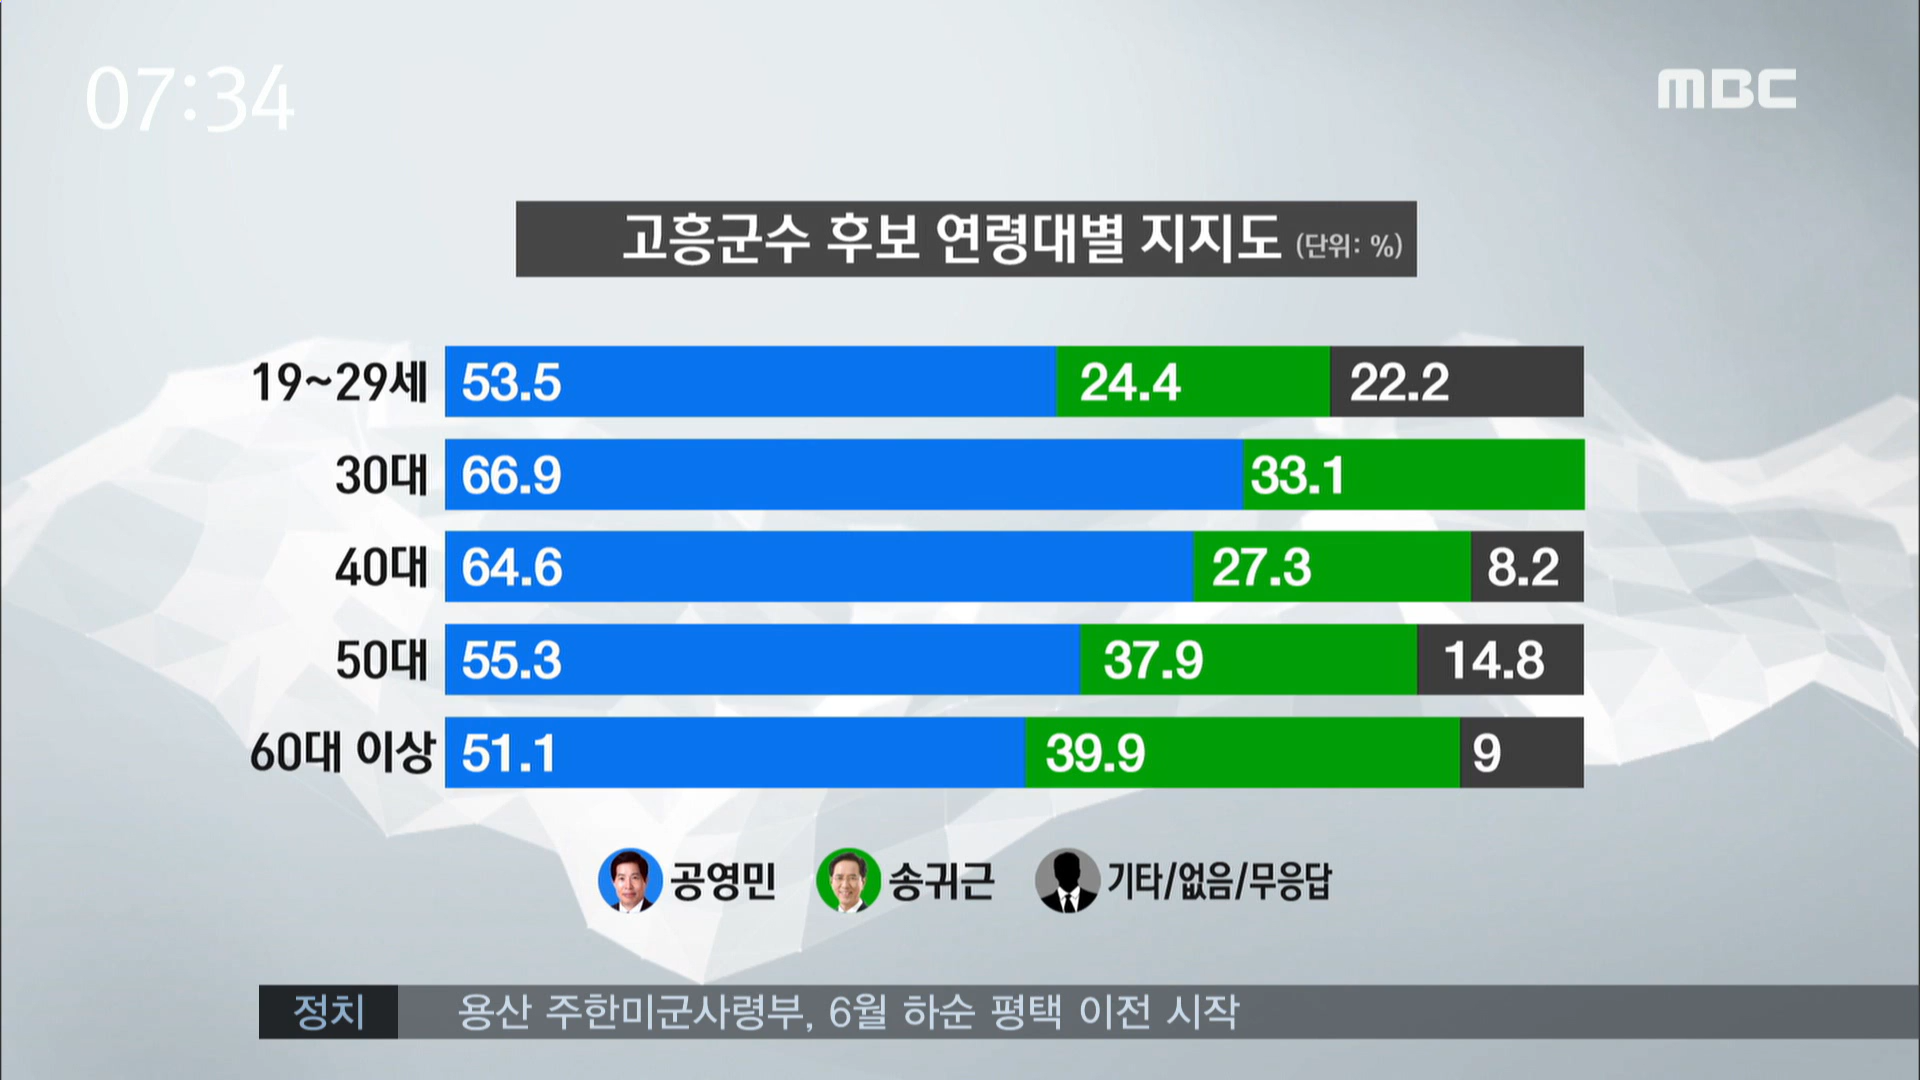 07:34
MBC
고흥군수 후보 연령대별 지지도 (단위: %)
19~29세 53.5 24.4 22.2
30대 66.9 33.1
40대 64.6 27.3 8.2
50대 55.3 37.9 14.8
60대 이상 51.1 39.9 9
공영민 송귀근 기타/없음/무응답
정치 용산 주한미군사령부, 6월 하순 평택 이전 시작